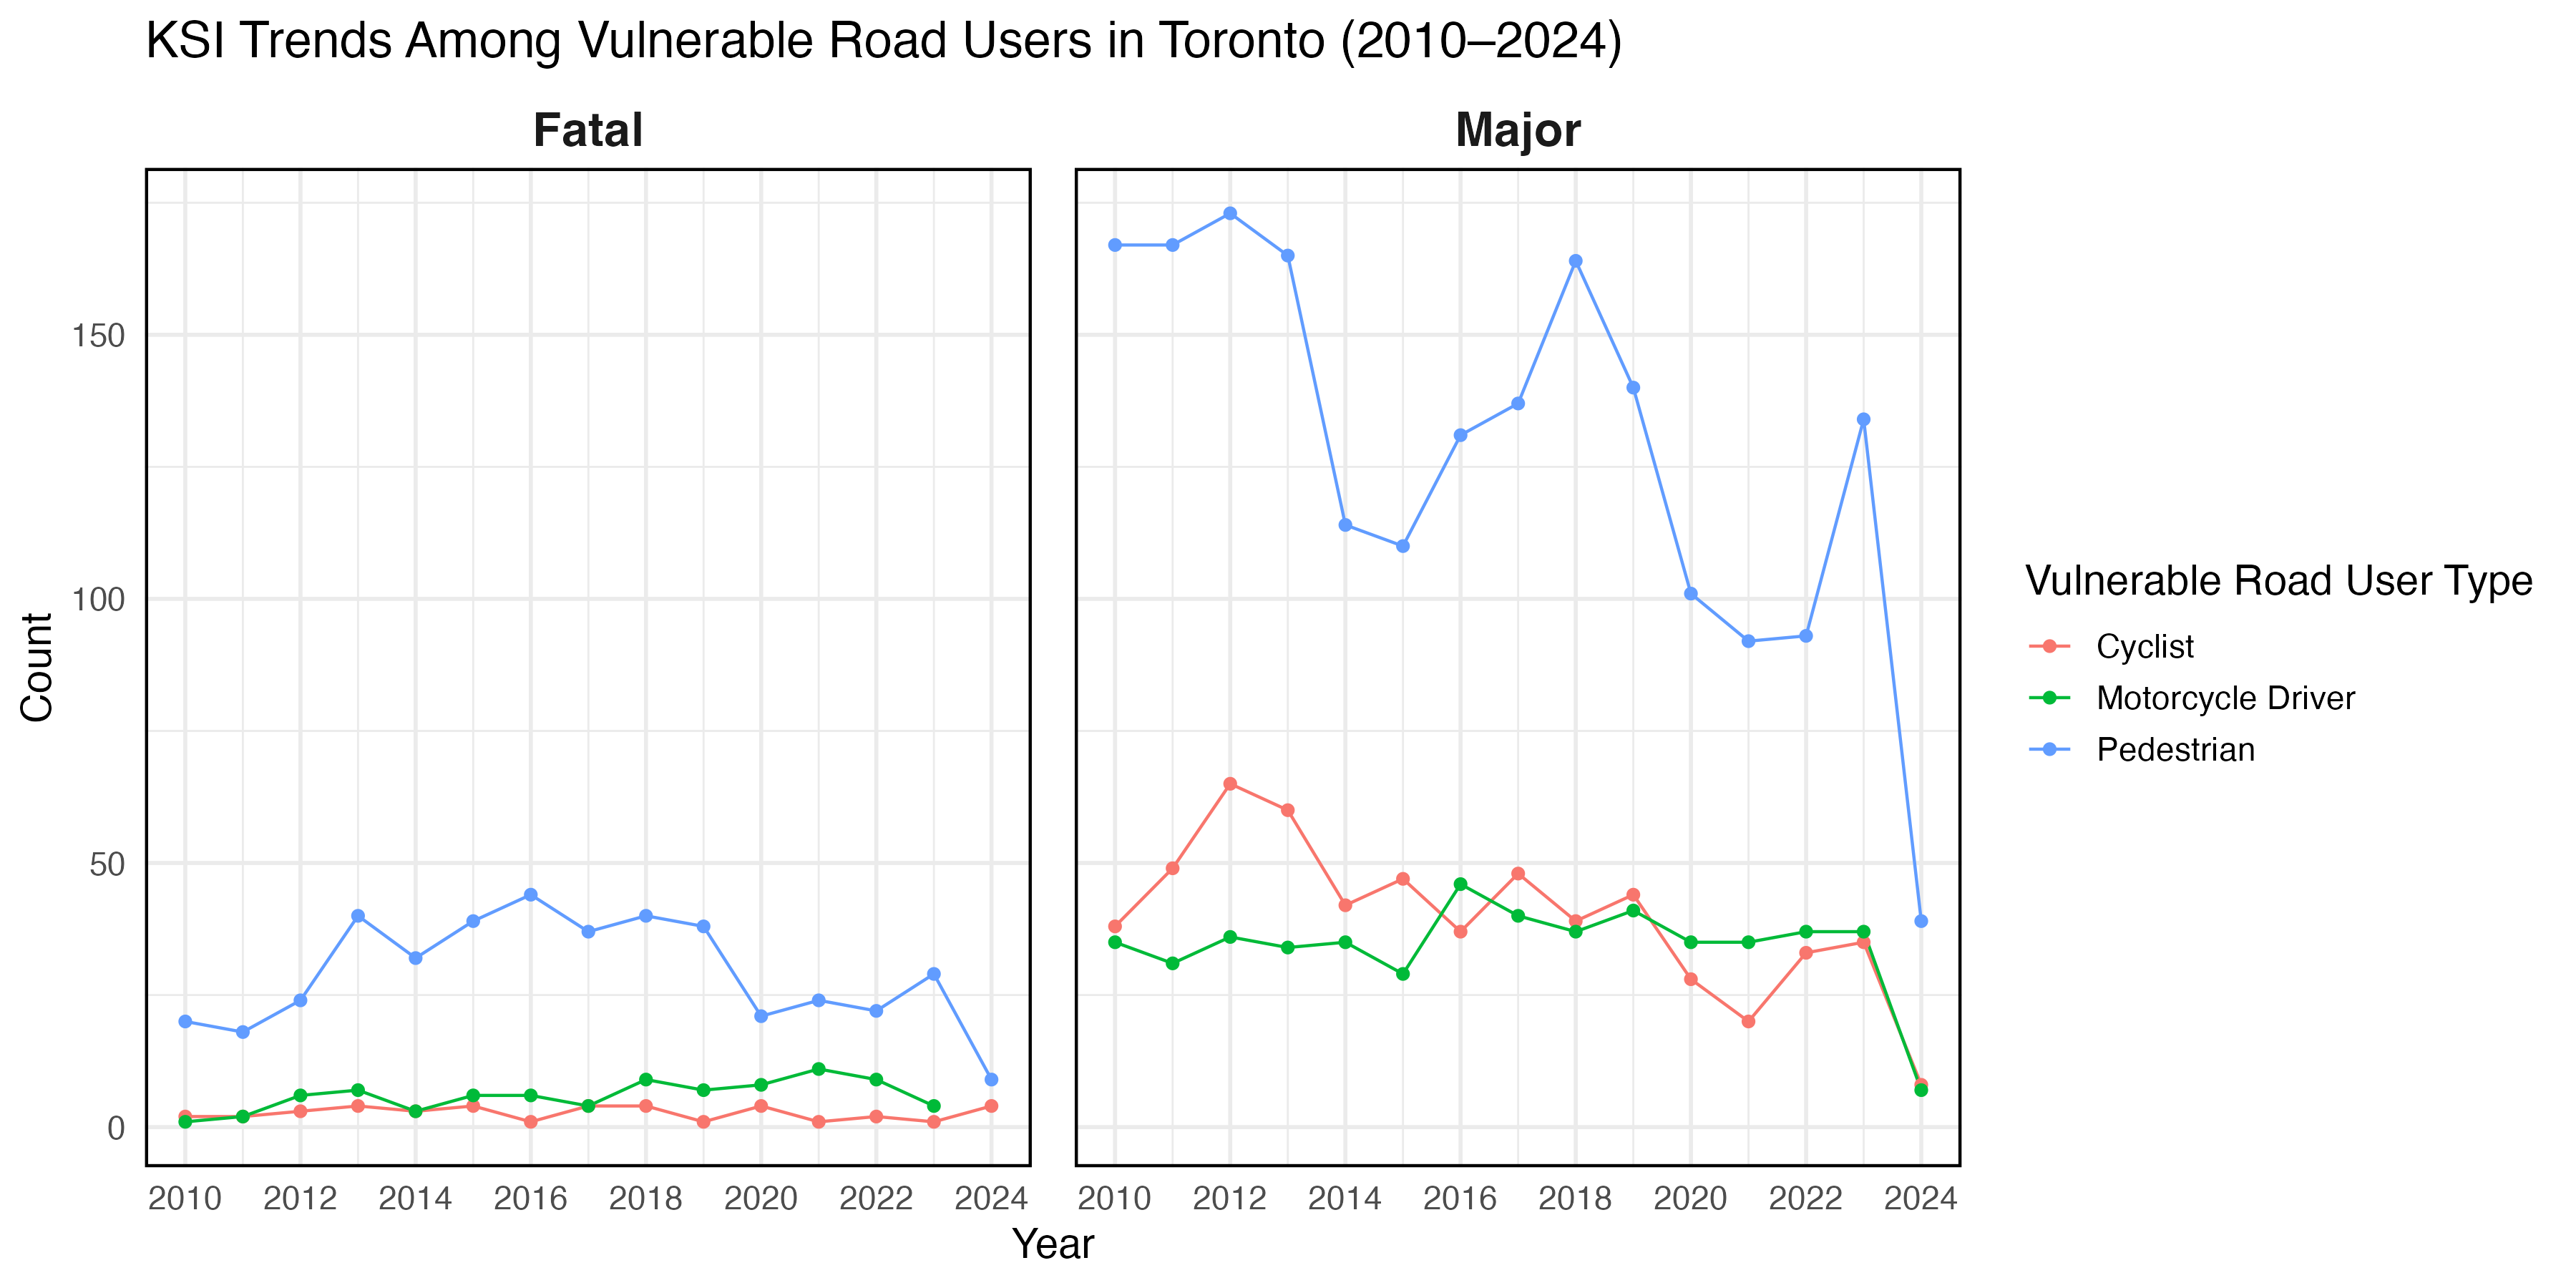 KSI Trends Among Vulnerable Road Users in Toronto (2010–2024)
Fatal
Major
Count
150
100
50
0
2010 2012 2014 2016 2018 2020 2022 2024
2010 2012 2014 2016 2018 2020 2022 2024
Year
Vulnerable Road User Type
Cyclist
Motorcycle Driver
Pedestrian